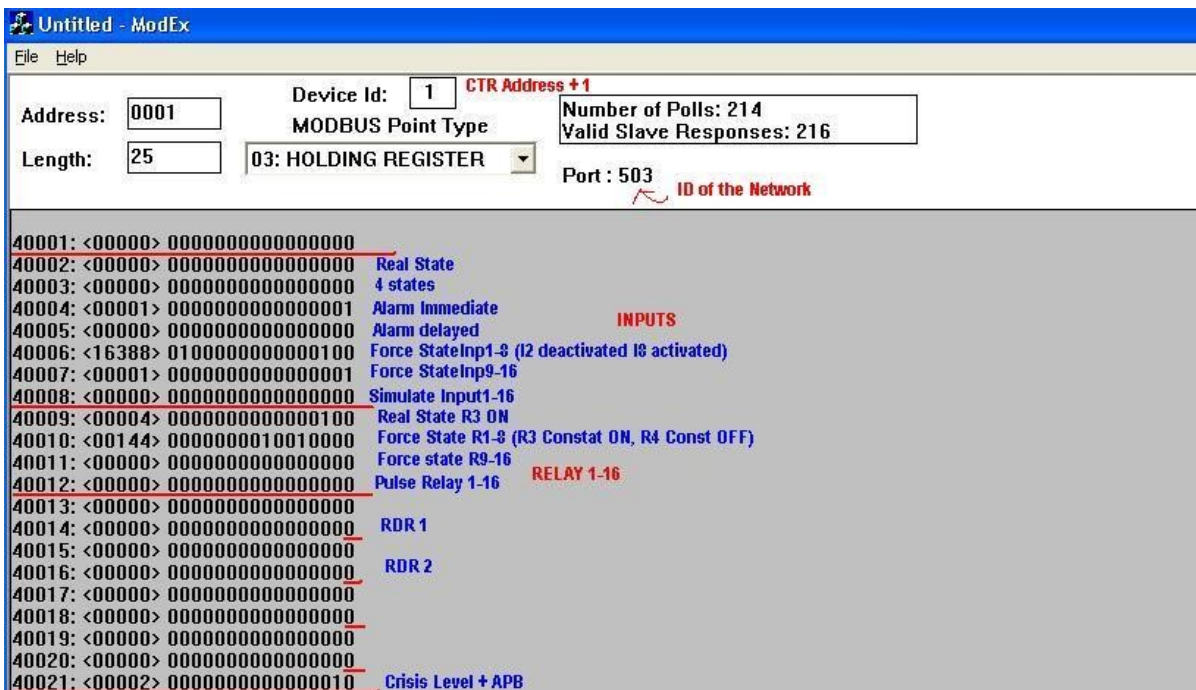 Untitled - ModEx
File Help
Address: 0001
Device Id: 1 CTR Address + 1
MODBUS Point Type
Number of Polls: 214
Valid Slave Responses: 216
Length: 25
03: HOLDING REGISTER
Port : 503
ID of the Network
40001: <00000> 0000000000000000
40002: <00000> 0000000000000000 Real State
40003: <00000> 0000000000000000 4 states
40004: <00001> 0000000000000001 Alarm Immediate
INPUTS
40005: <00000> 0000000000000000 Alarm delayed
40006: <16388> 0100000000000100 Force StateInp1-8 (I2 deactivated I8 activated)
40007: <00001> 0000000000000001 Force StateInp9-16
40008: <00000> 0000000000000000 Simulate Input1-16
40009: <00004> 0000000000000100 Real State R3 ON
40010: <00144> 0000000010010000 Force State R1-8 (R3 Constat ON, R4 Const OFF)
40011: <00000> 0000000000000000 Force state R9-16
RELAY 1-16
40012: <00000> 0000000000000000 Pulse Relay 1-16
40013: <00000> 0000000000000000
40014: <00000> 0000000000000000 RDR 1
40015: <00000> 0000000000000000
40016: <00000> 0000000000000000 RDR 2
40017: <00000> 0000000000000000
40018: <00000> 0000000000000000
40019: <00000> 0000000000000000
40020: <00000> 0000000000000000
40021: <00002> 0000000000000010 Crisis Level + APB